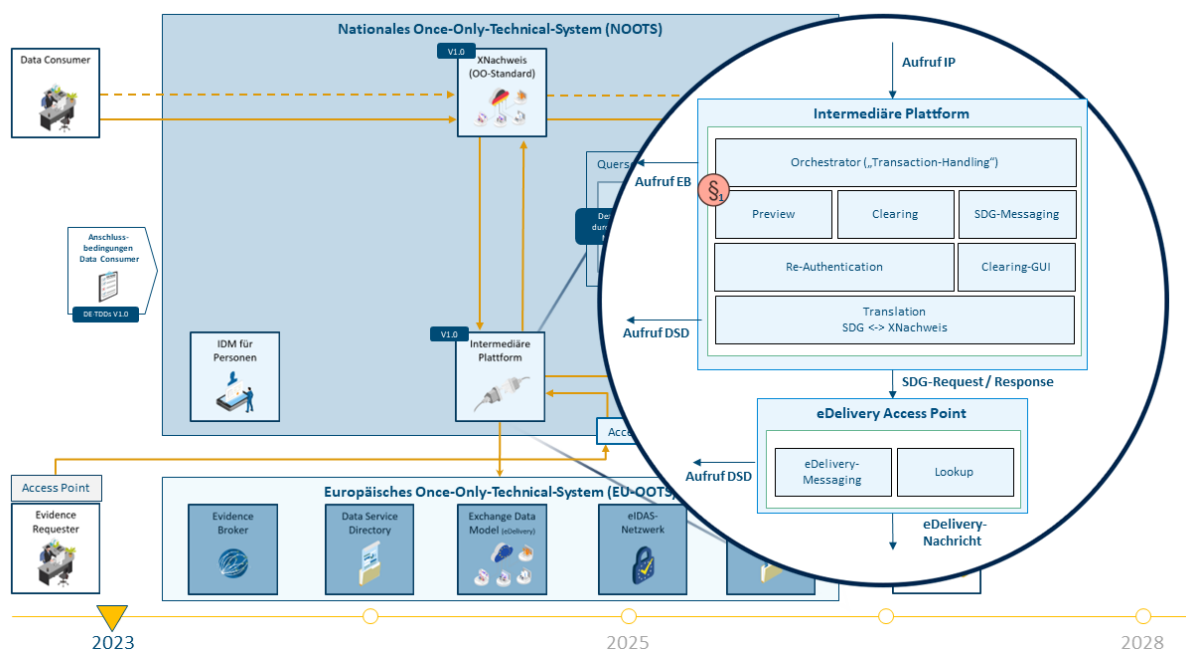 Nationales Once-Only-Technical-System (NOOTS)
Data Consumer
V1.0
XNachweis
(OO-Standard)
Aufruf IP
Intermediäre Plattform
Orchestrator („Transaction-Handling“)
Aufruf EB
§1
Preview
Clearing
SDG-Messaging
Re-Authentication
Clearing-GUI
Translation
SDG <-> XNachweis
Aufruf DSD
SDG-Request / Response
eDelivery Access Point
eDelivery-
Messaging
Lookup
Aufruf DSD
eDelivery-
Nachricht
Anschluss-
bedingungen
Data Consumer
DE TDDs V1.0
IDM für
Personen
V1.0
Intermediäre
Plattform
Access Point
Evidence
Requester
Europäisches Once-Only-Technical-System (EU-OOTS)
Evidence
Broker
Data Service
Directory
Exchange Data
Model (eDelivery)
eIDAS-
Netzwerk
2023
2025
2028